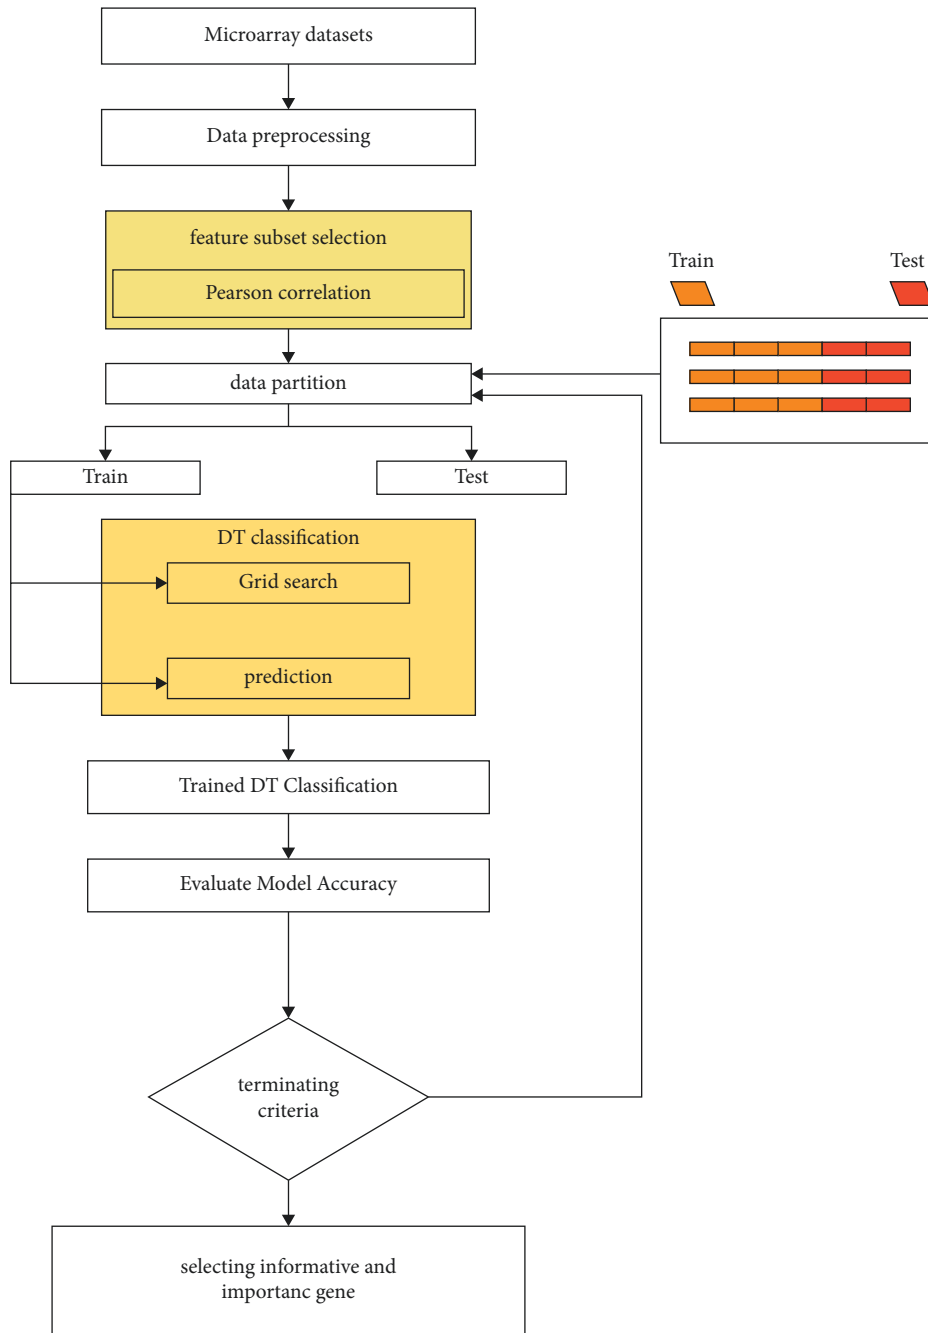 Microarray datasets
Data preprocessing
feature subset selection
Pearson correlation
Train
Test
data partition
Train
Test
DT classification
Grid search
prediction
Trained DT Classification
Evaluate Model Accuracy
terminating
criteria
selecting informative and
importanc gene